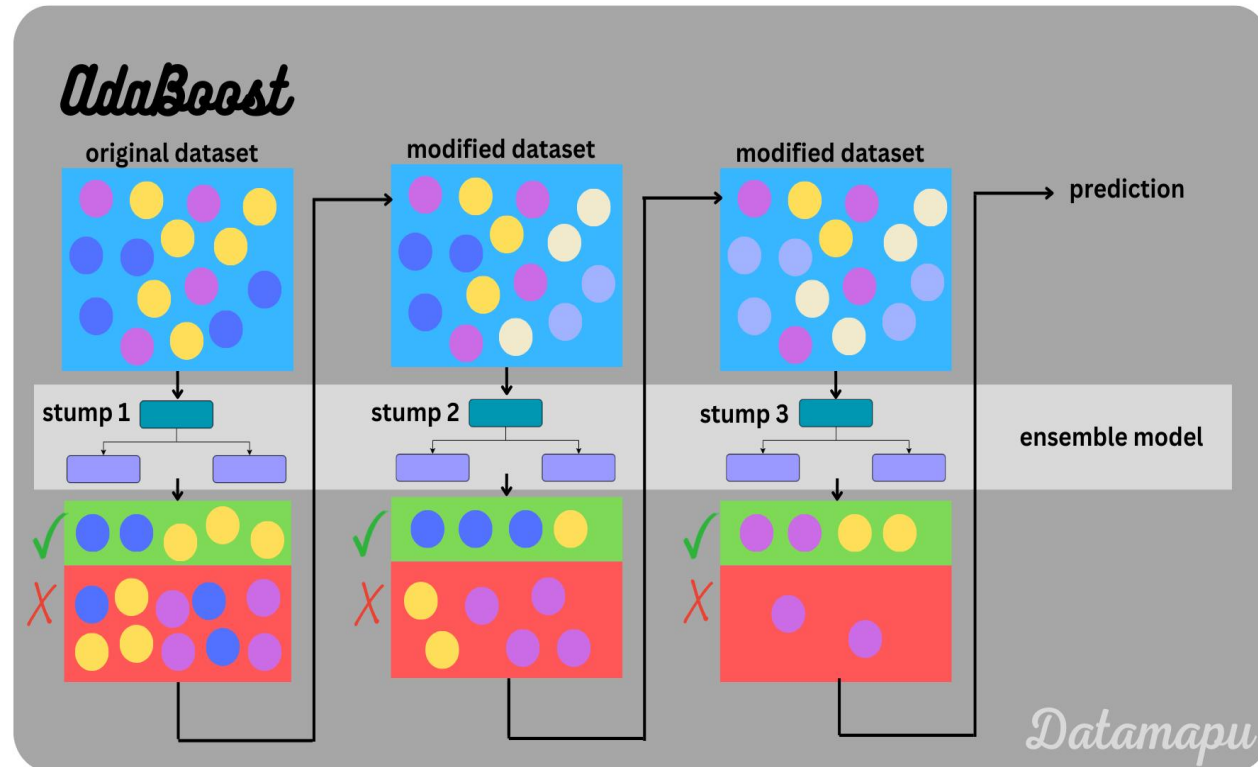 AdaBoost
original dataset
modified dataset
modified dataset
prediction
stump 1
stump 2
stump 3
ensemble model
Datamapu